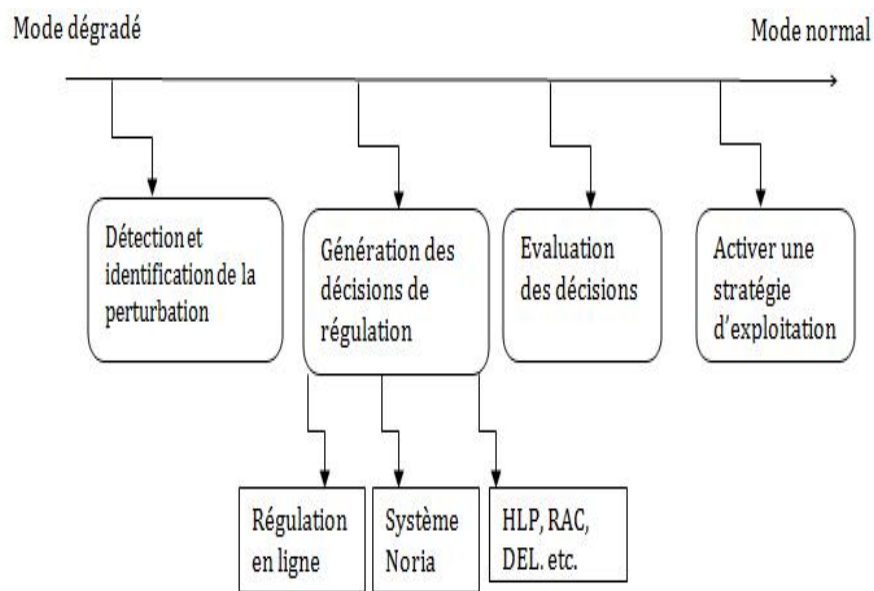 Mode dégradé
Mode normal
Détection et
identification de la
perturbation
Génération des
décisions de
régulation
Evaluation
des décisions
Activer une
stratégie
d'exploitation
Régulation
en ligne
Système
Noria
HLP, RAC,
DEL. etc.